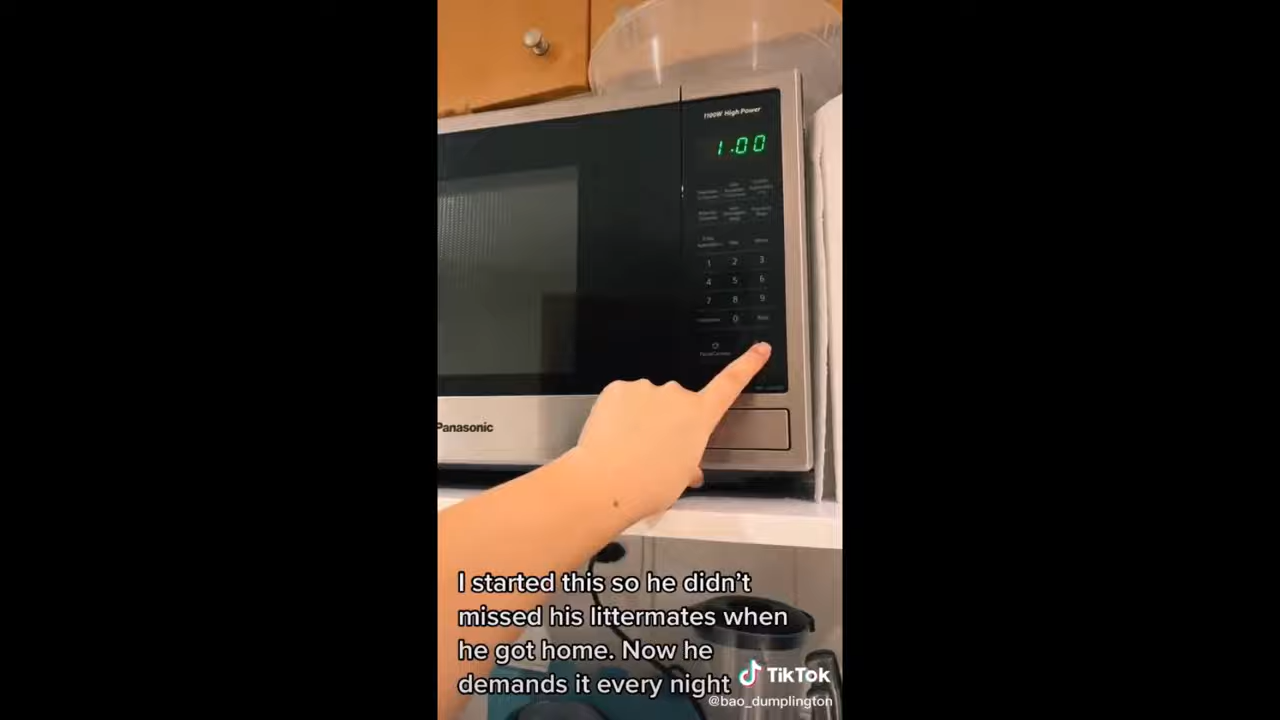 1100W High Power
1.00
1 2 3
4 5 6
7 8 9
0
Panasonic
I started this so he didn't
missed his littermates when
he got home. Now he
demands it every night
TikTok
@bao_dumplington